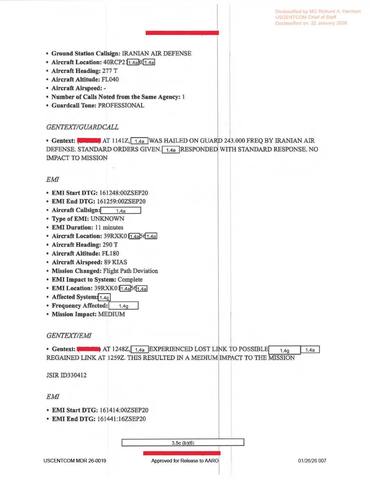 Declassified by MG Richard A. Harrison
USCENTCOM Chief of Staff
Declassified on: 22 January 2026
• Ground Station Callsign: IRANIAN AIR DEFENSE
• Aircraft Location: 40RCP2 1.4a 8 1.4a
• Aircraft Heading: 277 T
• Aircraft Altitude: FL040
• Aircraft Airspeed: -
• Number of Calls Noted from the Same Agency: 1
• Guardcall Tone: PROFESSIONAL
GENTEXT/GUARDCALL
• Gentext: AT 1141Z, 1.4a WAS HAILED ON GUARD 243.000 FREQ BY IRANIAN AIR
DEFENSE. STANDARD ORDERS GIVEN. 1.4a RESPONDED WITH STANDARD RESPONSE. NO
IMPACT TO MISSION
EMI
• EMI Start DTG: 161248:00ZSEP20
• EMI End DTG: 161259:00ZSEP20
• Aircraft Callsign: 1.4a
• Type of EMI: UNKNOWN
• EMI Duration: 11 minutes
• Aircraft Location: 39RXK0 1.4a 5 1.4a
• Aircraft Heading: 290 T
• Aircraft Altitude: FL180
• Aircraft Airspeed: 89 KIAS
• Mission Changed: Flight Path Deviation
• EMI Impact to System: Complete
• EMI Location: 39RXK0 1.4a 5 1.4a
• Affected System: 1.4g
• Frequency Affected: 1.4g
• Mission Impact: MEDIUM
GENTEXT/EMI
• Gentext: AT 1248Z, 1.4a EXPERIENCED LOST LINK TO POSSIBLE 1.4g 1.4a
REGAINED LINK AT 1259Z. THIS RESULTED IN A MEDIUM IMPACT TO THE MISSION
JSIR ID330412
EMI
• EMI Start DTG: 161414:00ZSEP20
• EMI End DTG: 161441:16ZSEP20
3.5c (b)(6)
USCENTCOM MDR 26-0019 Approved for Release to AARO 01/26/26 007